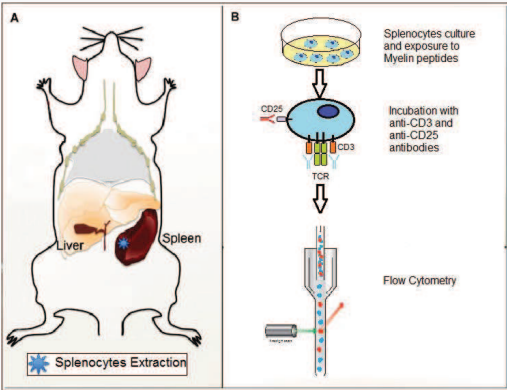 A
Liver
Spleen
Splenocytes Extraction
B
Splenocytes culture
and exposure to
Myelin peptides
CD25
CD3
TCR
Incubation with
anti-CD3 and
anti-CD25
antibodies
Flow Cytometry